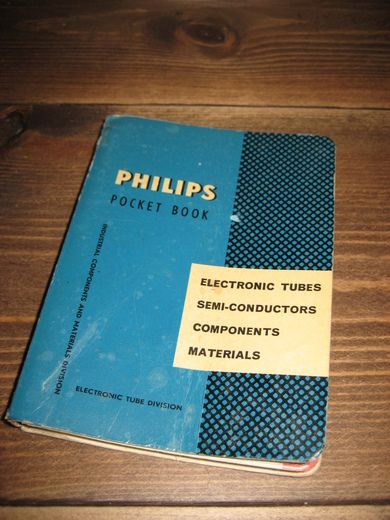 PHILIPS
POCKET BOOK
ELECTRONIC TUBES
SEMI-CONDUCTORS
COMPONENTS
MATERIALS
INDUSTRIAL COMPONENTS AND MATERIALS DIVISION
ELECTRONIC TUBE DIVISION